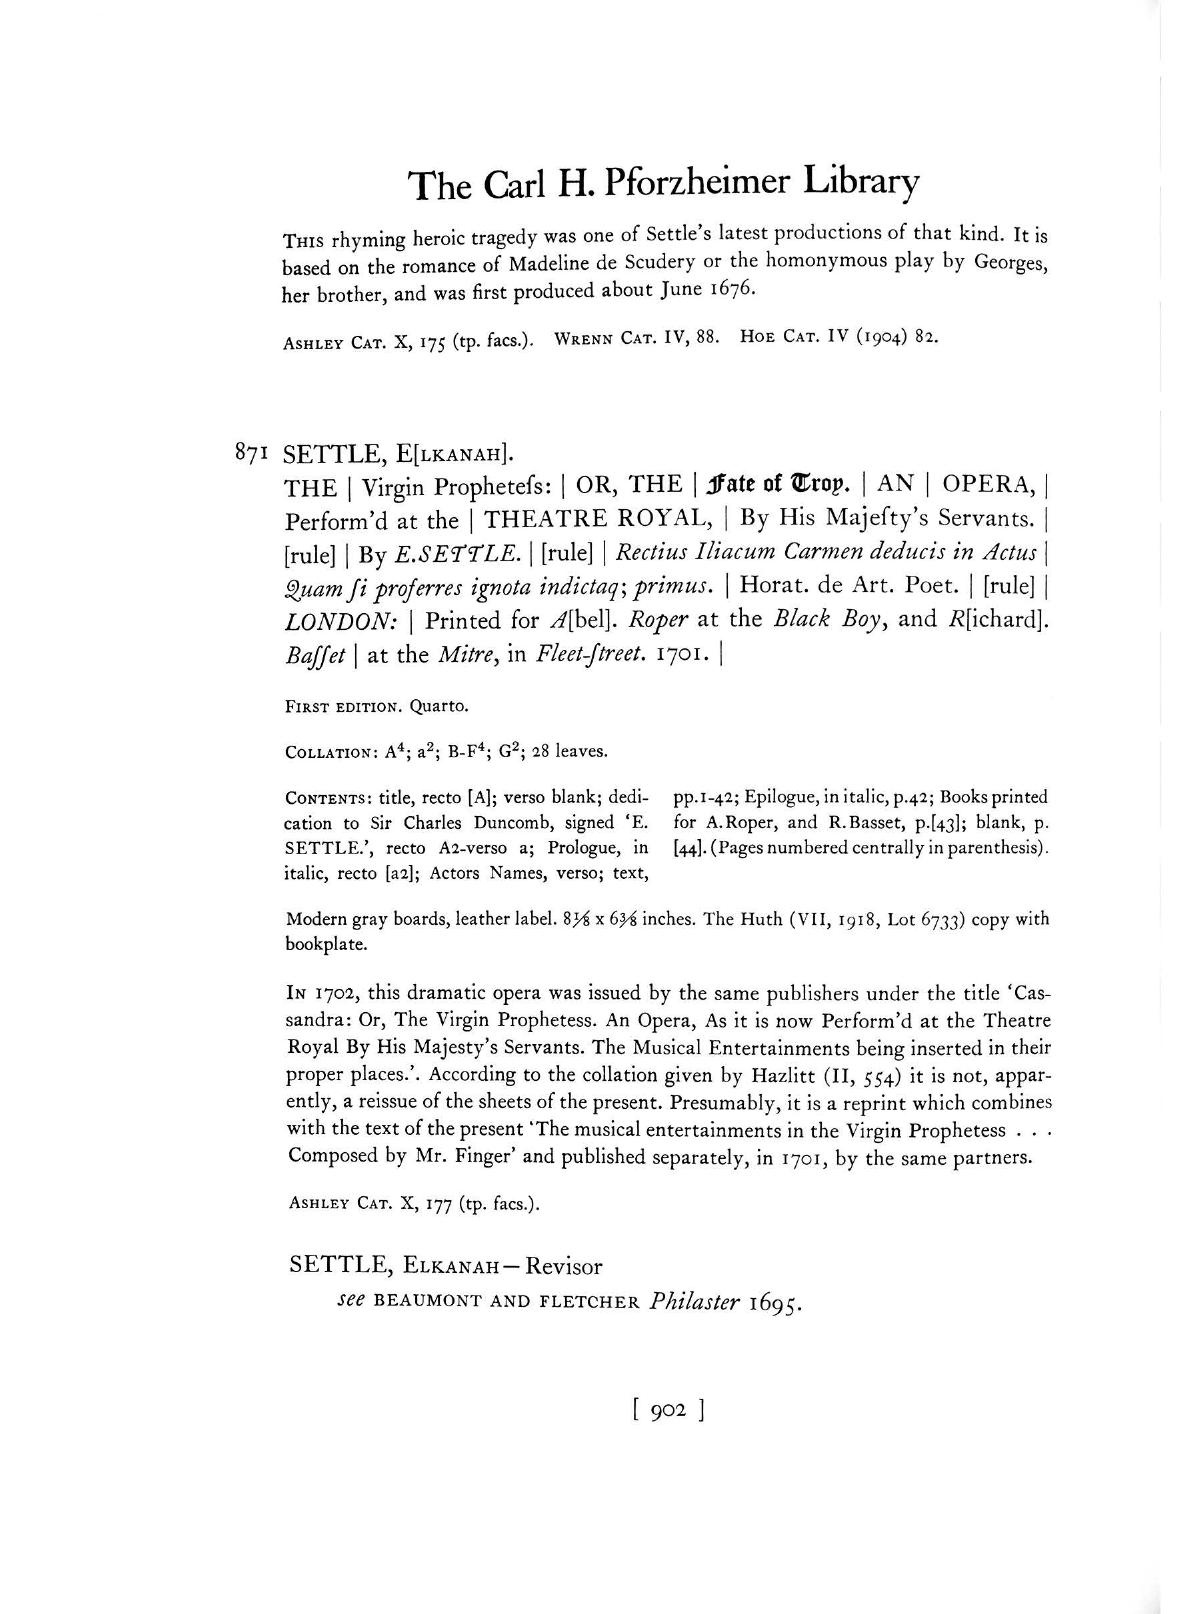 The Carl H. Pforzheimer Library
THIS rhyming heroic tragedy was one of Settle's latest productions of that kind. It is
based on the romance of Madeline de Scudery or the homonymous play by Georges,
her brother, and was first produced about June 1676.
ASHLEY CAT. X, 175 (tp. facs.). WRENN CAT. IV, 88. HOE CAT. IV (1904) 82.
871 SETTLE, E[LKANAH].
THE | Virgin Propheteſs: | OR, THE | Fate of Troy. | AN | OPERA, |
Perform'd at the | THEATRE ROYAL, | By His Majeſty's Servants. |
[rule] | By E.SETTLE. | [rule] | Rectius Iliacum Carmen deducis in Actus |
Quam ſi proferres ignota indictaq; primus. | Horat. de Art. Poet. | [rule] |
LONDON: | Printed for A[bel]. Roper at the Black Boy, and R[ichard].
Baſſet | at the Mitre, in Fleet-ſtreet. 1701. |
FIRST EDITION. Quarto.
COLLATION: A⁴; a²; B-F⁴; G²; 28 leaves.
CONTENTS: title, recto [A]; verso blank; dedi-
cation to Sir Charles Duncomb, signed 'E.
SETTLE.', recto A2-verso a; Prologue, in
italic, recto [a2]; Actors Names, verso; text,
pp.1-42; Epilogue, in italic, p.42; Books printed
for A.Roper, and R.Basset, p.[43]; blank, p.
[44]. (Pages numbered centrally in parenthesis).
Modern gray boards, leather label. 8⅛ x 6⅜ inches. The Huth (VII, 1918, Lot 6733) copy with
bookplate.
IN 1702, this dramatic opera was issued by the same publishers under the title 'Cas-
sandra: Or, The Virgin Prophetess. An Opera, As it is now Perform'd at the Theatre
Royal By His Majesty's Servants. The Musical Entertainments being inserted in their
proper places.'. According to the collation given by Hazlitt (II, 554) it is not, appar-
ently, a reissue of the sheets of the present. Presumably, it is a reprint which combines
with the text of the present 'The musical entertainments in the Virgin Prophetess . . .
Composed by Mr. Finger' and published separately, in 1701, by the same partners.
ASHLEY CAT. X, 177 (tp. facs.).
SETTLE, ELKANAH—Revisor
see BEAUMONT AND FLETCHER Philaster 1695.
[ 902 ]